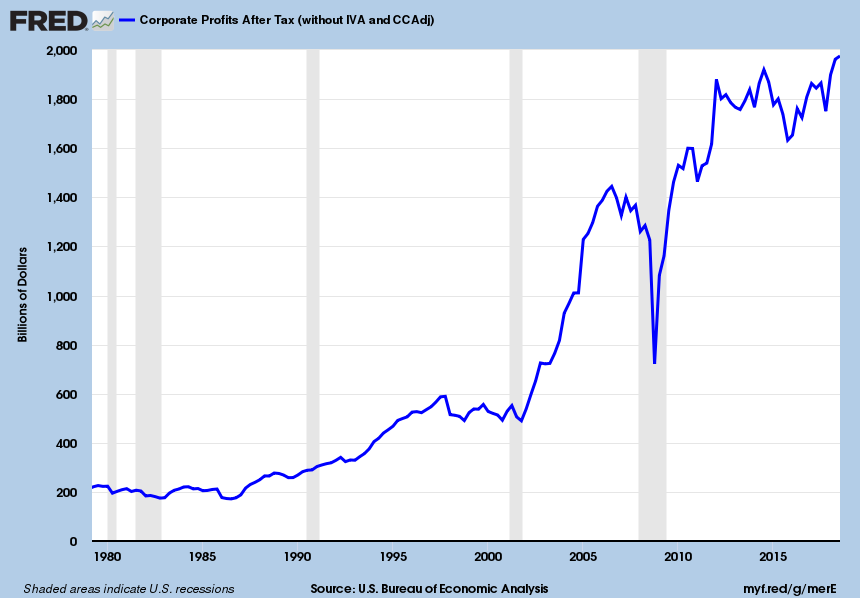 FRED
Corporate Profits After Tax (without IVA and CCAdj)
2,000
1,800
1,600
1,400
1,200
1,000
800
600
400
200
0
Billions of Dollars
1980 1985 1990 1995 2000 2005 2010 2015
Shaded areas indicate U.S. recessions Source: U.S. Bureau of Economic Analysis myf.red/g/merE